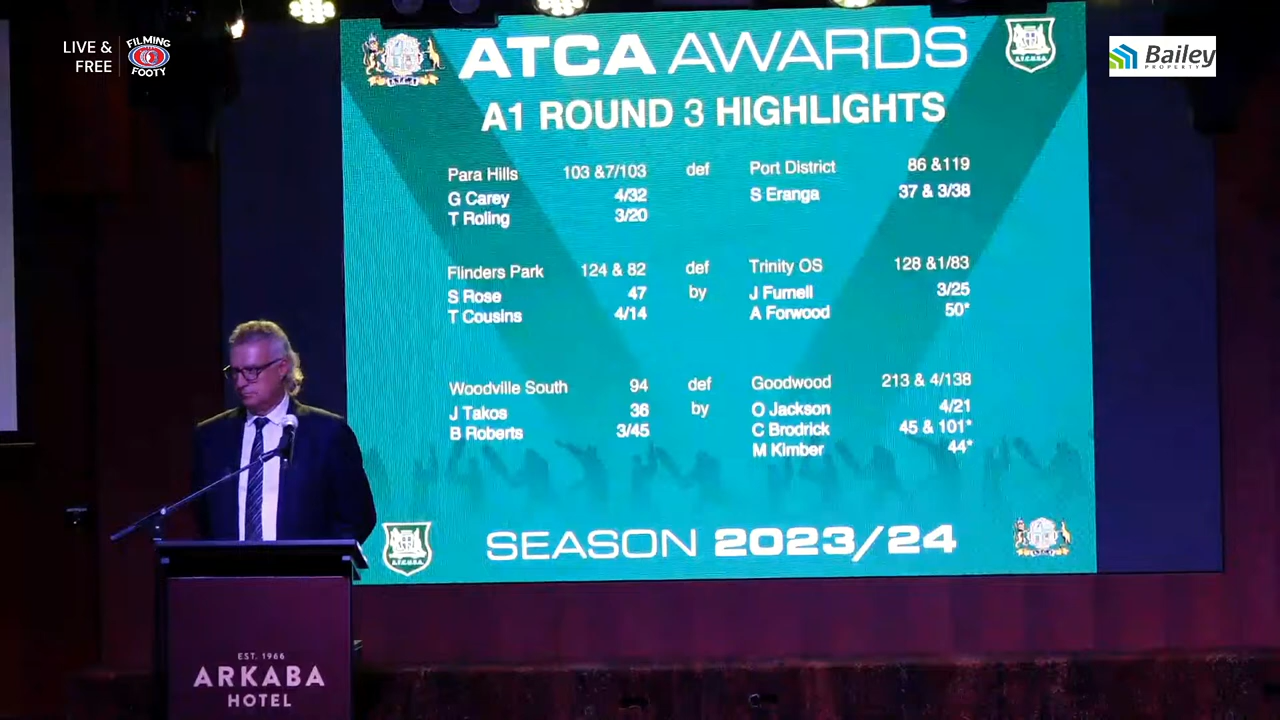 LIVE &
FREE
FILMING
FOOTY
Bailey
PROPERTY
ATCA AWARDS
A1 ROUND 3 HIGHLIGHTS
Para Hills 103 &7/103 def Port District 86 &119
G Carey 4/32 S Eranga 37 & 3/38
T Roling 3/20
Flinders Park 124 & 82 def Trinity OS 128 &1/83
S Rose 47 by J Furnell 3/25
T Cousins 4/14 A Forwood 50*
Woodville South 94 def Goodwood 213 & 4/138
J Takos 36 by O Jackson 4/21
B Roberts 3/45 C Brodrick 45 & 101*
M Kimber 44*
SEASON 2023/24
EST. 1966
ARKABA
HOTEL